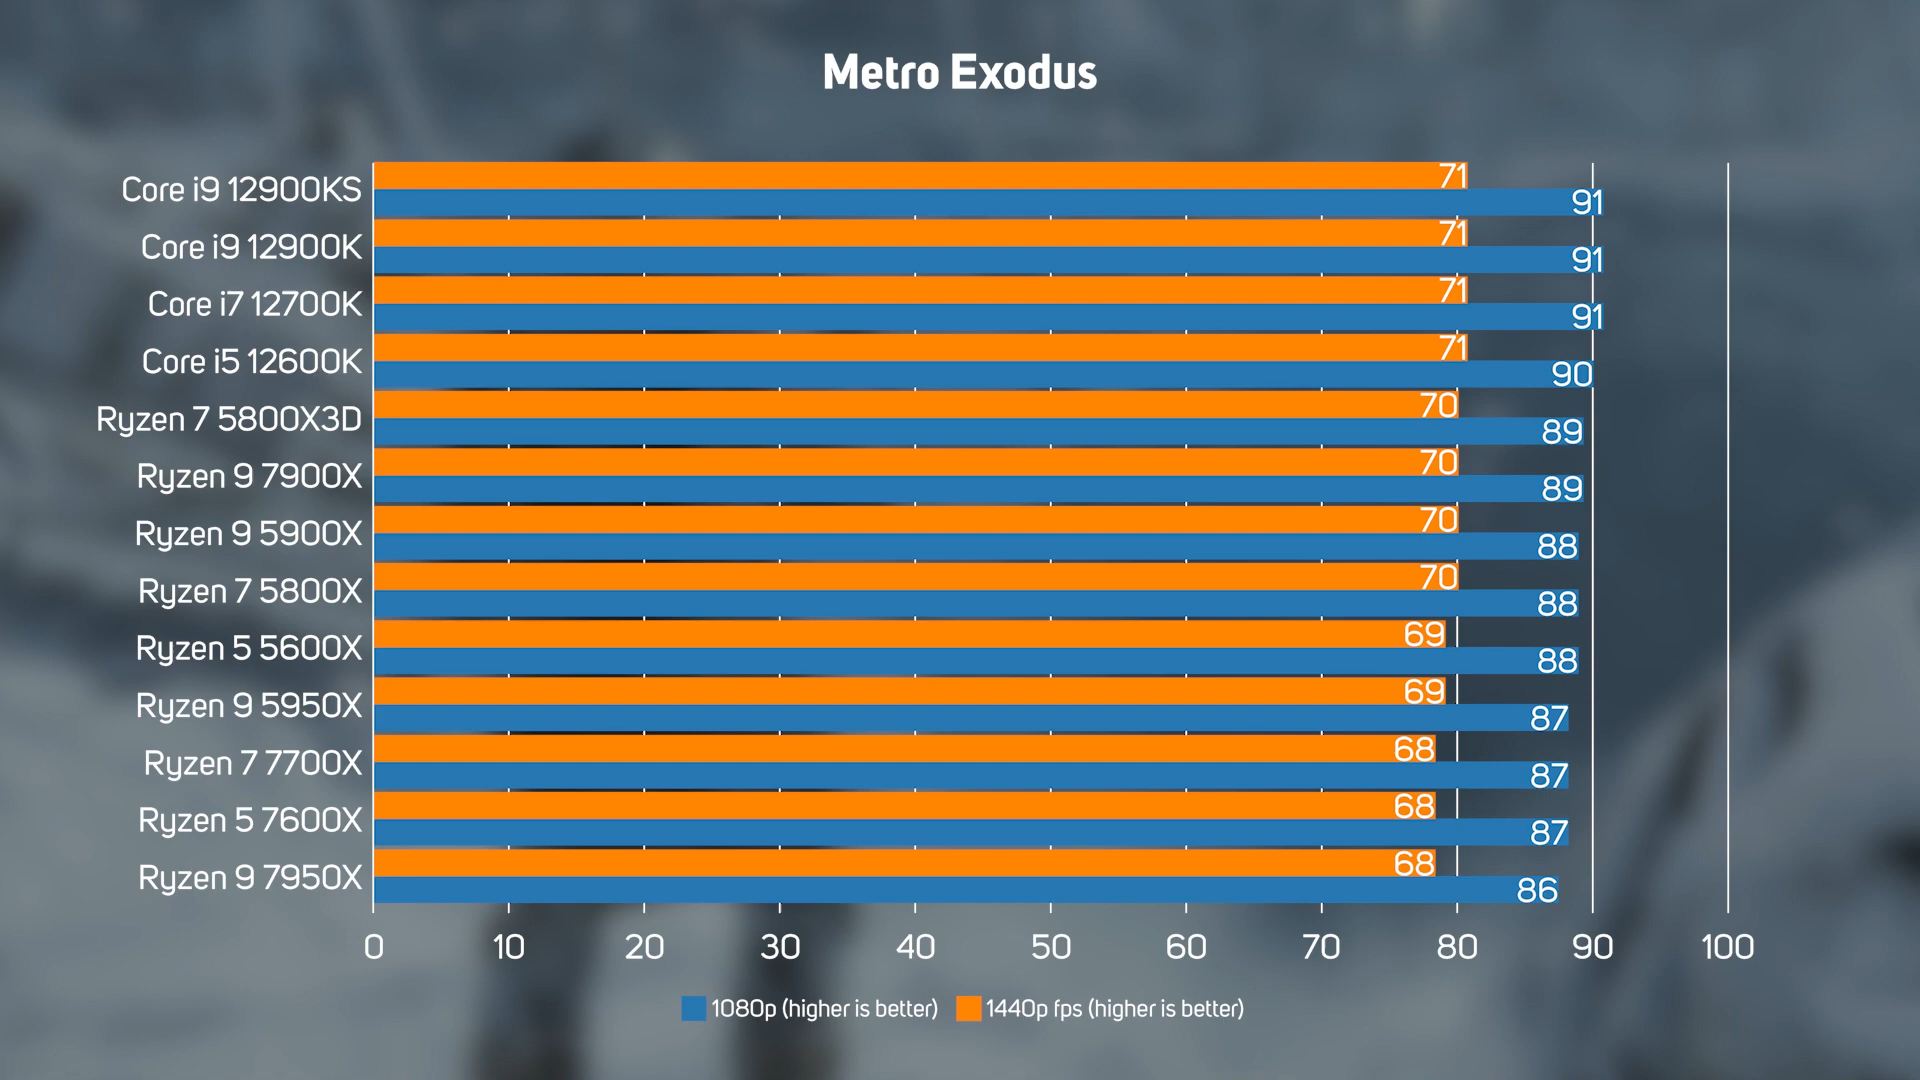 Metro Exodus
Core i9 12900KS
71
91
Core i9 12900K
71
91
Core i7 12700K
71
91
Core i5 12600K
71
90
Ryzen 7 5800X3D
70
89
Ryzen 9 7900X
70
89
Ryzen 9 5900X
70
88
Ryzen 7 5800X
70
88
Ryzen 5 5600X
69
88
Ryzen 9 5950X
69
87
Ryzen 7 7700X
68
87
Ryzen 5 7600X
68
87
Ryzen 9 7950X
68
86
0 10 20 30 40 50 60 70 80 90 100
1080p (higher is better) 1440p fps (higher is better)